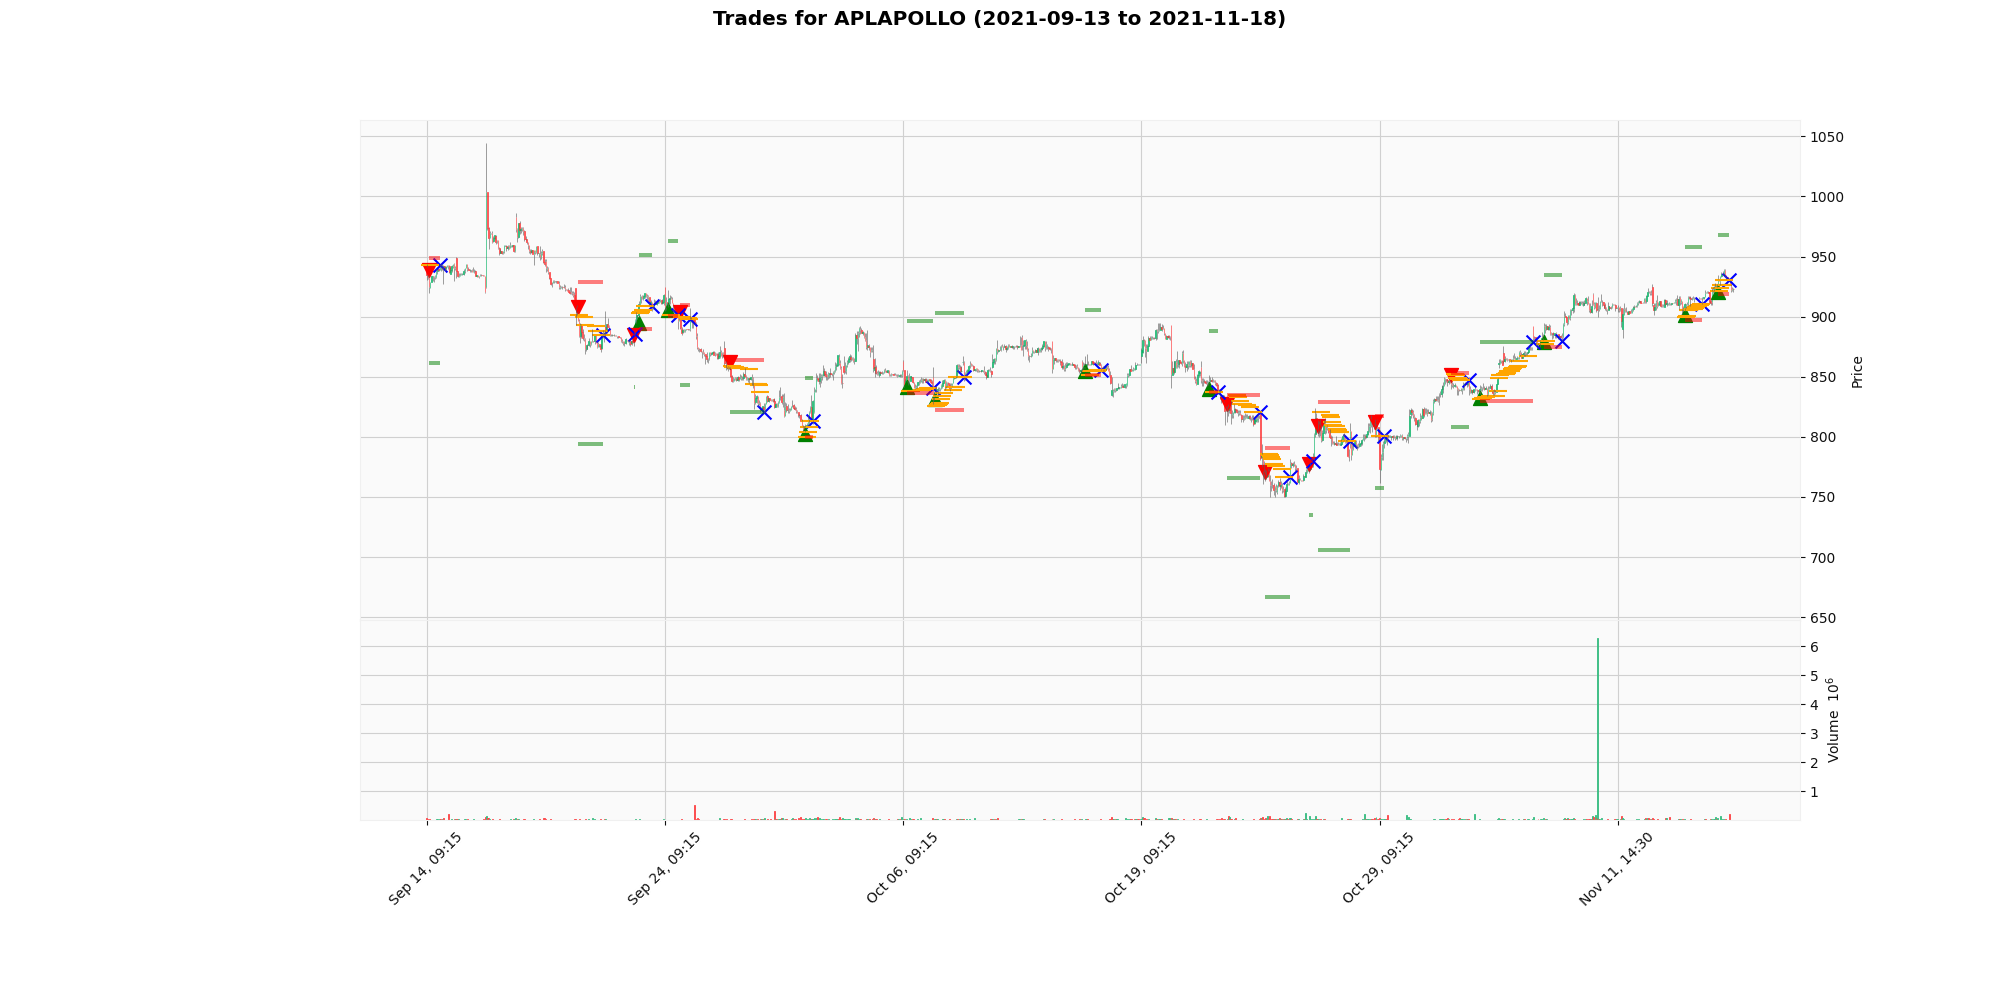 Trades for APLAPOLLO (2021-09-13 to 2021-11-18)
1050
1000
950
900
850
800
750
700
650
Price
6
5
4
3
2
1
Volume 10⁶
Sep 14, 09:15
Sep 24, 09:15
Oct 06, 09:15
Oct 19, 09:15
Oct 29, 09:15
Nov 11, 14:30